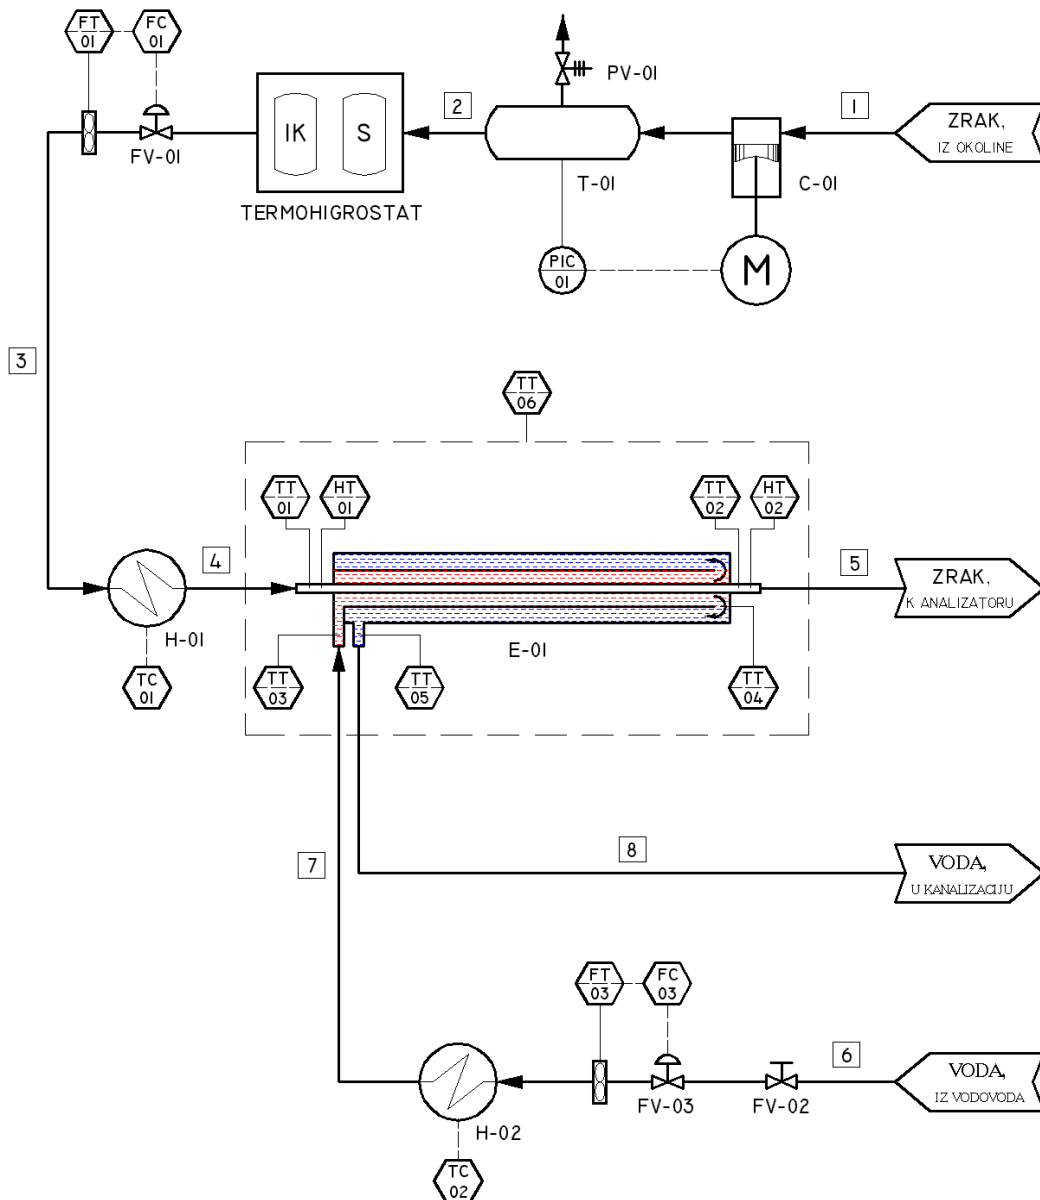 FT
01
FC
01
FV-01
IK
S
TERMOHIGROSTAT
2
PV-01
T-01
PIC
01
M
C-01
1
ZRAK,
IZ OKOLINE
3
TT
06
TT
01
HT
01
TT
02
HT
02
4
H-01
TC
01
5
ZRAK,
K ANALIZATORU
E-01
TT
03
TT
05
TT
04
7
8
VODA,
U KANALIZACIJU
FT
03
FC
03
FV-03
FV-02
6
VODA,
IZ VODOVODA
H-02
TC
02